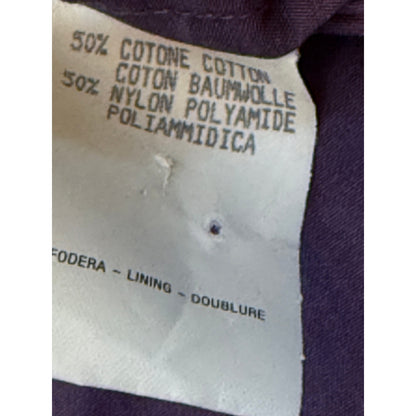 50% COTONE COTTON
COTON BAUMWOLLE
50% NYLON POLYAMIDE
POLIAMMIDICA
FODERA - LINING - DOUBLURE